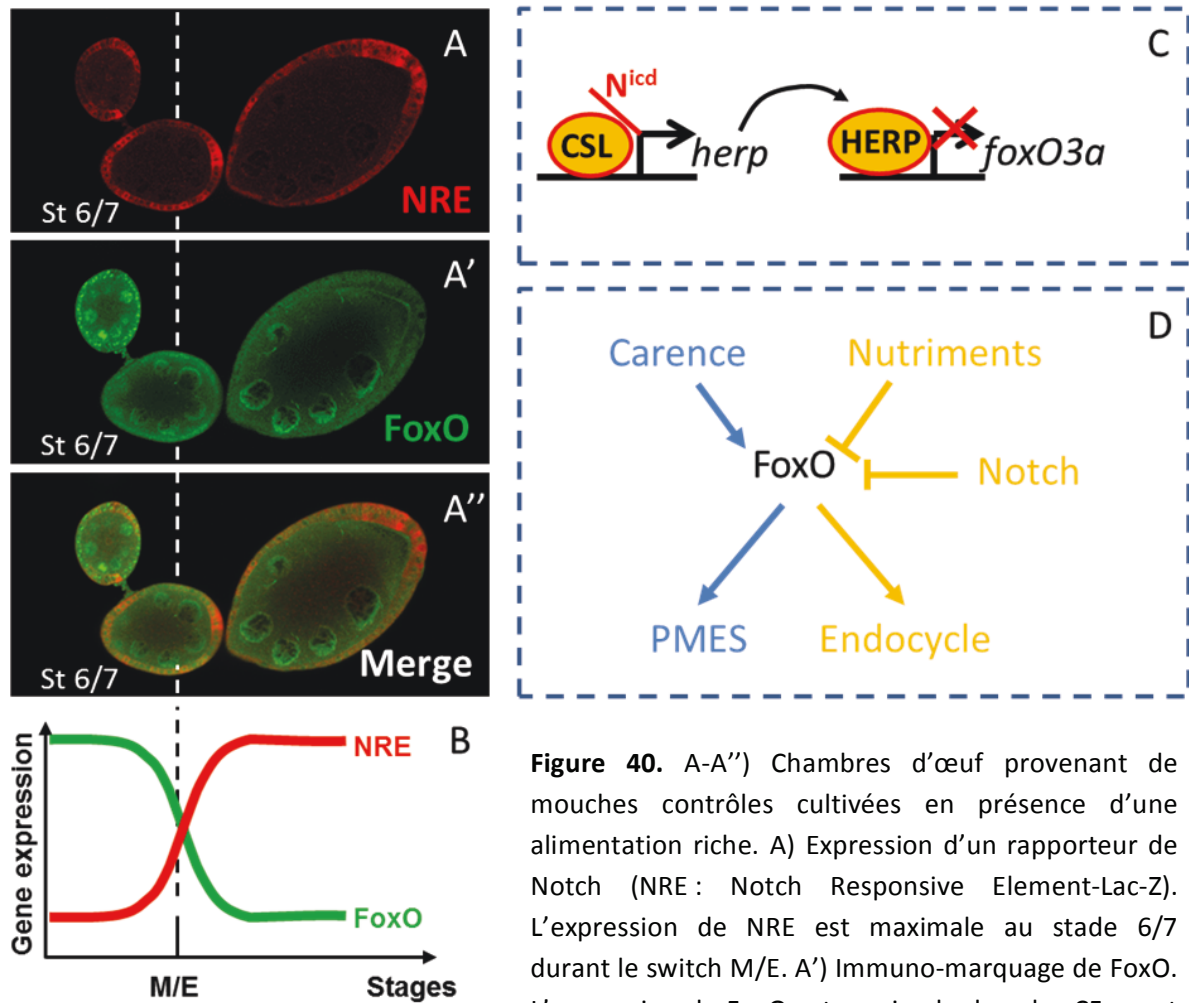 A
NRE
St 6/7
A'
FoxO
St 6/7
A''
Merge
St 6/7
B
NRE
FoxO
Gene expression
M/E
Stages
C
N^icd
CSL
herp
HERP
foxO3a
D
Carence
Nutriments
FoxO
Notch
PMES
Endocycle
Figure 40. A-A'') Chambres d'œuf provenant de
mouches contrôles cultivées en présence d'une
alimentation riche. A) Expression d'un rapporteur de
Notch (NRE : Notch Responsive Element-Lac-Z).
L'expression de NRE est maximale au stade 6/7
durant le switch M/E. A') Immuno-marquage de FoxO.